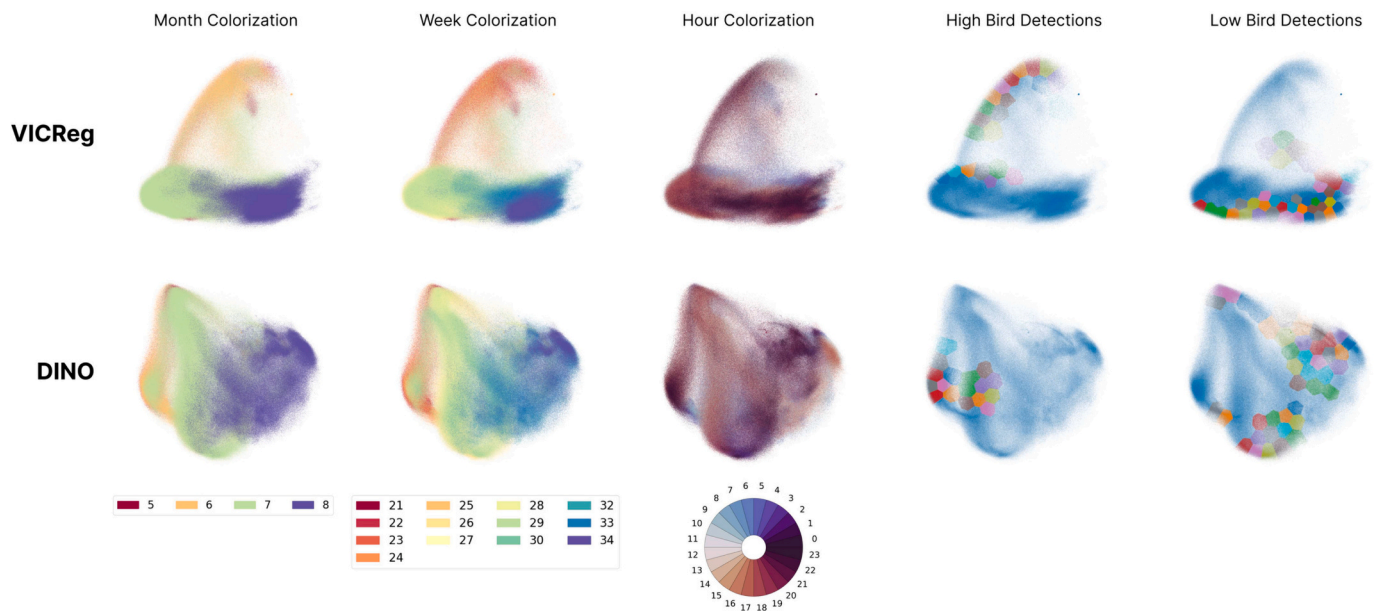 Month Colorization Week Colorization Hour Colorization High Bird Detections Low Bird Detections
VICReg
DINO
5 6 7 8
21 25 28 32
22 26 29 33
23 27 30 34
24
6 5
7 4
8 3
9 2
10 1
11 0
12 23
13 22
14 21
15 20
16 19
17 18